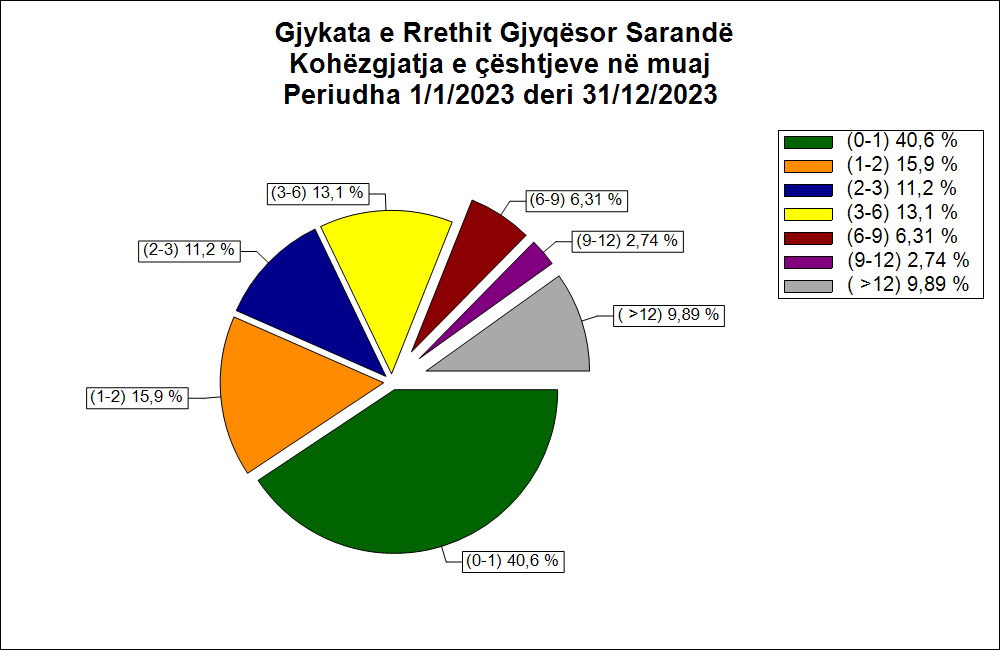 Gjykata e Rrethit Gjyqësor Sarandë
Kohëzgjatja e çështjeve në muaj
Periudha 1/1/2023 deri 31/12/2023
(0-1) 40,6 %
(1-2) 15,9 %
(2-3) 11,2 %
(3-6) 13,1 %
(6-9) 6,31 %
(9-12) 2,74 %
( >12) 9,89 %
(3-6) 13,1 %
(6-9) 6,31 %
(9-12) 2,74 %
(2-3) 11,2 %
( >12) 9,89 %
(1-2) 15,9 %
(0-1) 40,6 %